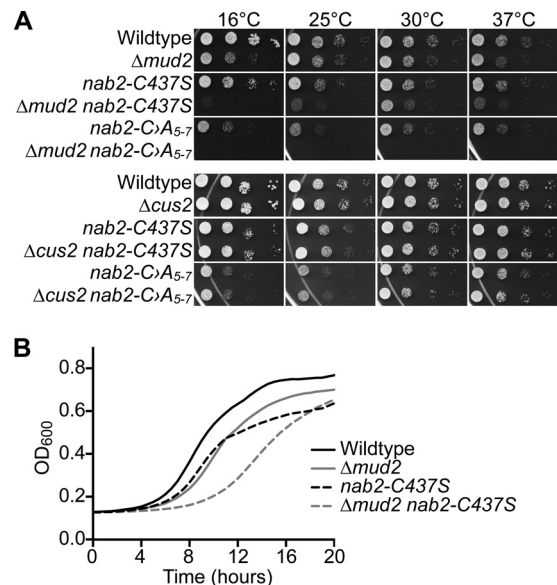 A
16°C 25°C 30°C 37°C
Wildtype
Δmud2
nab2-C437S
Δmud2 nab2-C437S
nab2-C›A5-7
Δmud2 nab2-C›A5-7
Wildtype
Δcus2
nab2-C437S
Δcus2 nab2-C437S
nab2-C›A5-7
Δcus2 nab2-C›A5-7
B
0.8
0.6
0.4
0.2
0.0
OD600
0 4 8 12 16 20
Time (hours)
Wildtype
Δmud2
nab2-C437S
Δmud2 nab2-C437S